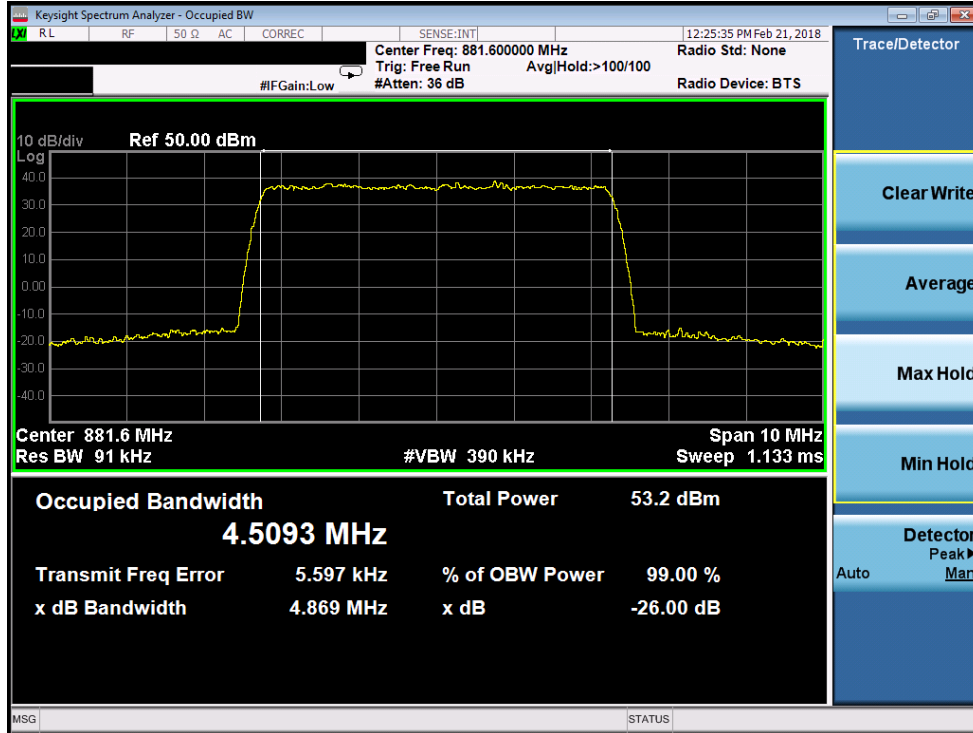 Keysight Spectrum Analyzer - Occupied BW
LXI RL RF 50 Ω AC CORREC SENSE:INT 12:25:35 PM Feb 21, 2018
Center Freq: 881.600000 MHz Radio Std: None
Trig: Free Run Avg|Hold:>100/100
#IFGain:Low #Atten: 36 dB Radio Device: BTS
Trace/Detector
10 dB/div Ref 50.00 dBm
Log
40.0
30.0
20.0
10.0
0.00
-10.0
-20.0
-30.0
-40.0
Center 881.6 MHz Span 10 MHz
Res BW 91 kHz #VBW 390 kHz Sweep 1.133 ms
Occupied Bandwidth Total Power 53.2 dBm
4.5093 MHz
Transmit Freq Error 5.597 kHz % of OBW Power 99.00 %
x dB Bandwidth 4.869 MHz x dB -26.00 dB
Clear Write
Average
Max Hold
Min Hold
Detector
Peak▶
Auto Man
MSG STATUS